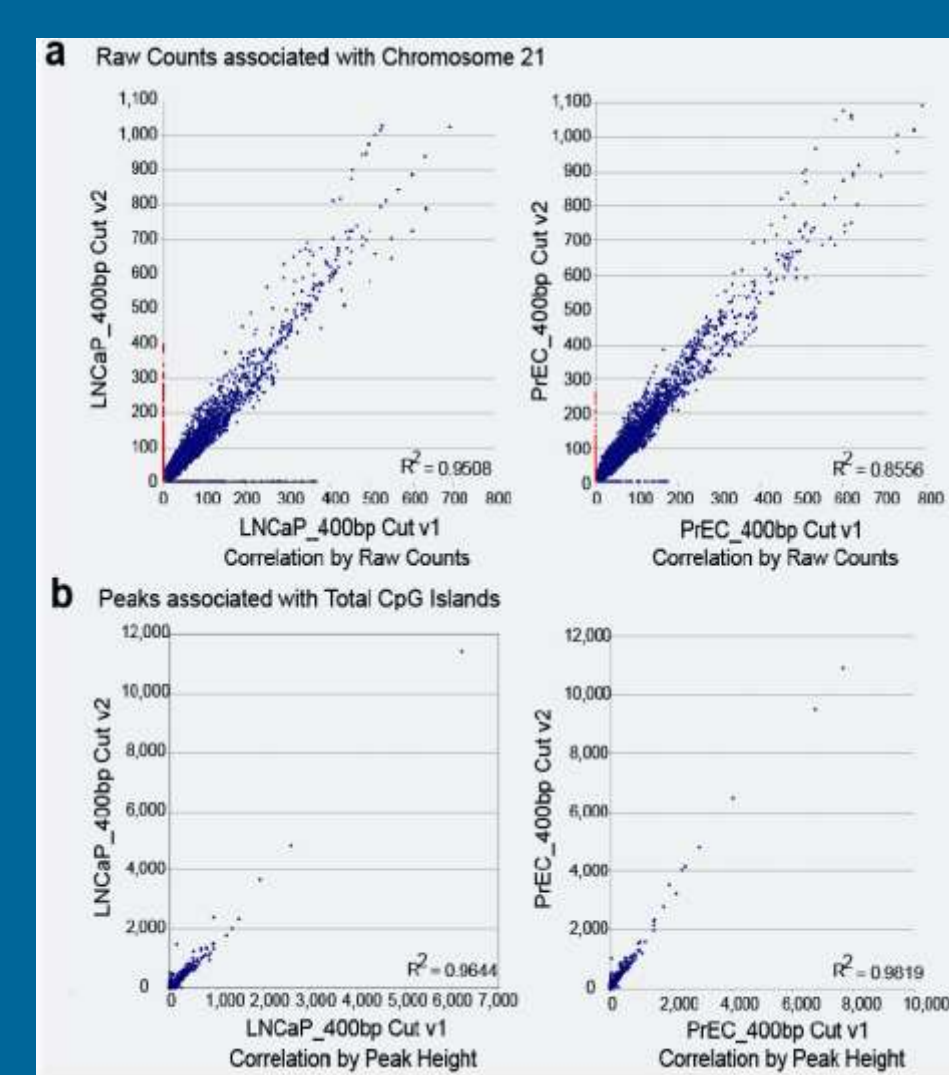 a Raw Counts associated with Chromosome 21
1,100
1,000
900
800
700
600
500
400
300
200
100
0
LNCaP_400bp Cut v2
R2 = 0.9508
0 100 200 300 400 500 600 700 800
LNCaP_400bp Cut v1
Correlation by Raw Counts
1,100
1,000
900
800
700
600
500
400
300
200
100
0
PrEC_400bp Cut v2
R2 = 0.8556
0 100 200 300 400 500 600 700 800
PrEC_400bp Cut v1
Correlation by Raw Counts
b Peaks associated with Total CpG Islands
12,000
10,000
8,000
6,000
4,000
2,000
0
LNCaP_400bp Cut v2
R2 = 0.9644
0 1,000 2,000 3,000 4,000 5,000 6,000 7,000
LNCaP_400bp Cut v1
Correlation by Peak Height
12,000
10,000
8,000
6,000
4,000
2,000
0
PrEC_400bp Cut v2
R2 = 0.9819
0 2,000 4,000 6,000 8,000 10,000
PrEC_400bp Cut v1
Correlation by Peak Height